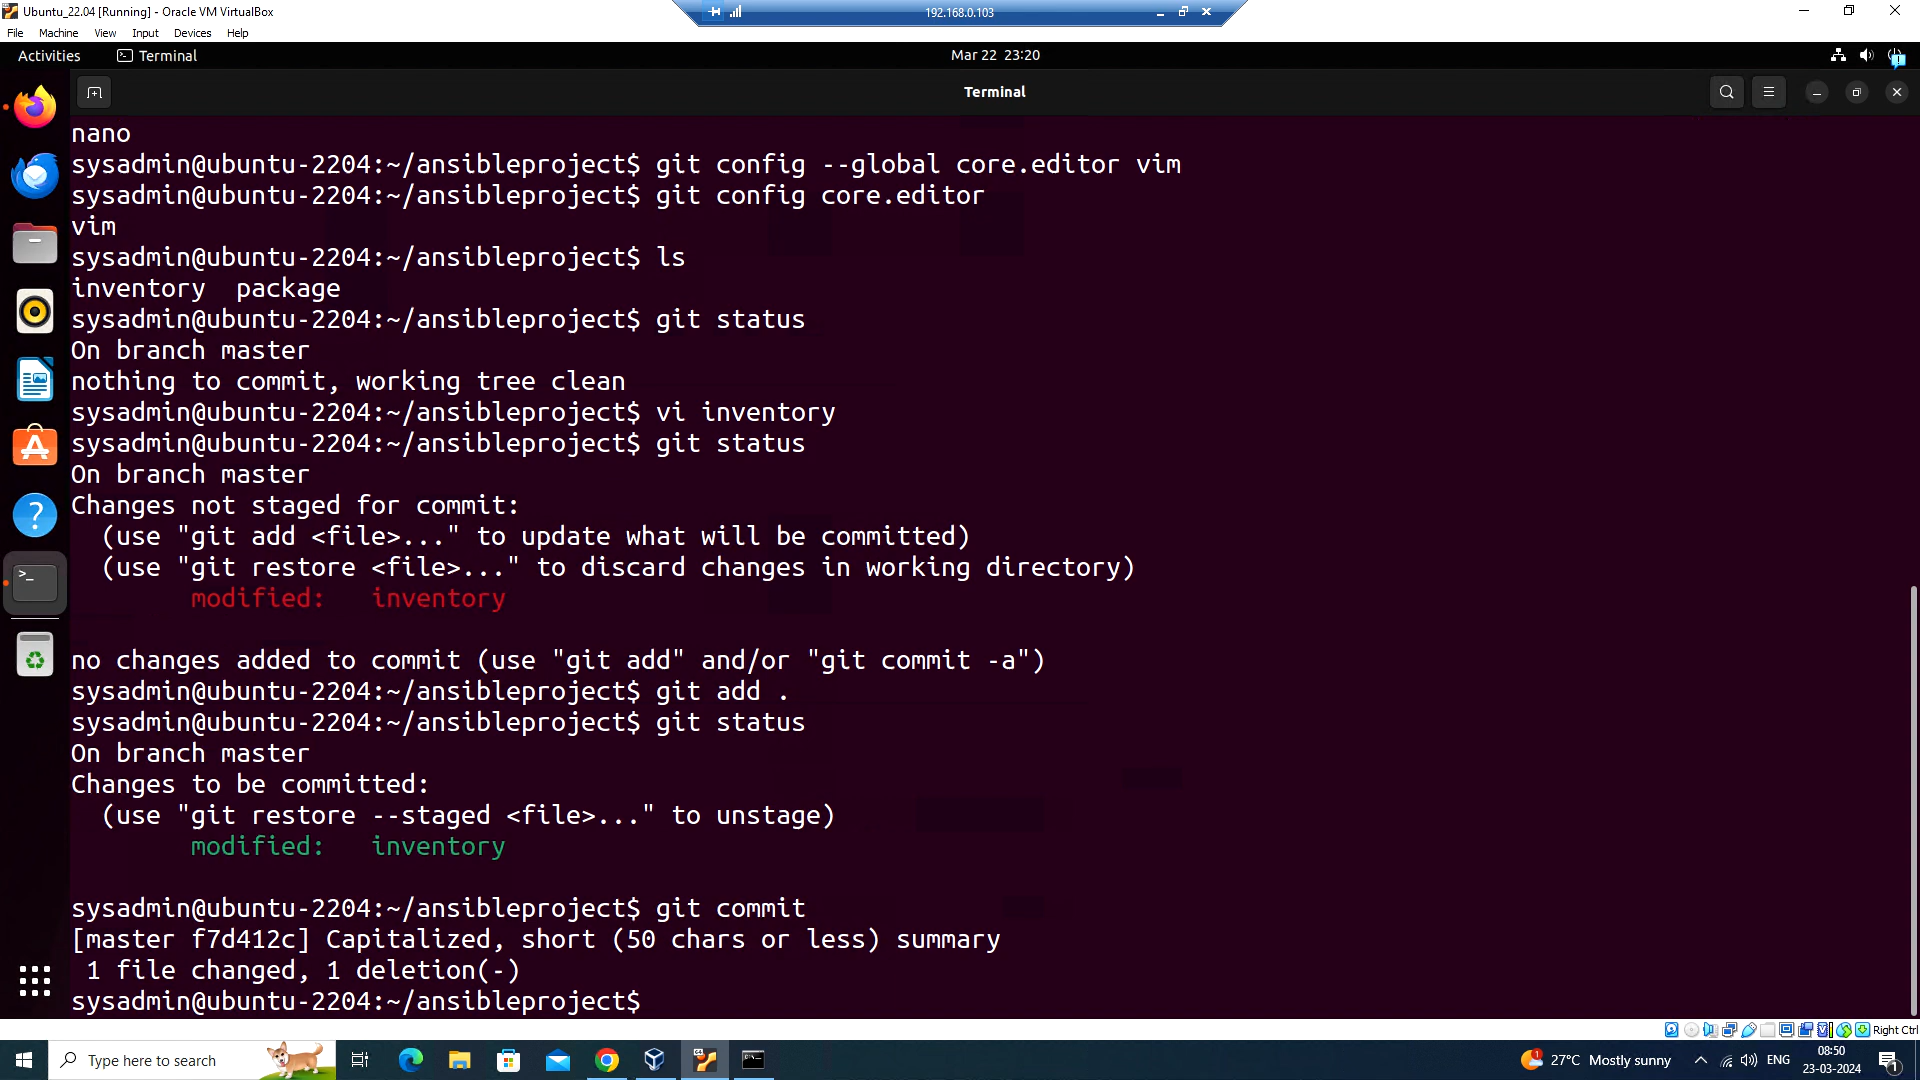 Ubuntu_22.04 [Running] - Oracle VM VirtualBox
192.168.0.103
File Machine View Input Devices Help
Activities Terminal Mar 22 23:20
Terminal
nano
sysadmin@ubuntu-2204:~/ansibleproject$ git config --global core.editor vim
sysadmin@ubuntu-2204:~/ansibleproject$ git config core.editor
vim
sysadmin@ubuntu-2204:~/ansibleproject$ ls
inventory  package
sysadmin@ubuntu-2204:~/ansibleproject$ git status
On branch master
nothing to commit, working tree clean
sysadmin@ubuntu-2204:~/ansibleproject$ vi inventory
sysadmin@ubuntu-2204:~/ansibleproject$ git status
On branch master
Changes not staged for commit:
  (use "git add <file>..." to update what will be committed)
  (use "git restore <file>..." to discard changes in working directory)
        modified:   inventory
no changes added to commit (use "git add" and/or "git commit -a")
sysadmin@ubuntu-2204:~/ansibleproject$ git add .
sysadmin@ubuntu-2204:~/ansibleproject$ git status
On branch master
Changes to be committed:
  (use "git restore --staged <file>..." to unstage)
        modified:   inventory
sysadmin@ubuntu-2204:~/ansibleproject$ git commit
[master f7d412c] Capitalized, short (50 chars or less) summary
 1 file changed, 1 deletion(-)
sysadmin@ubuntu-2204:~/ansibleproject$
Right Ctrl
Type here to search
1
27°C Mostly sunny
ENG
08:50
23-03-2024
1